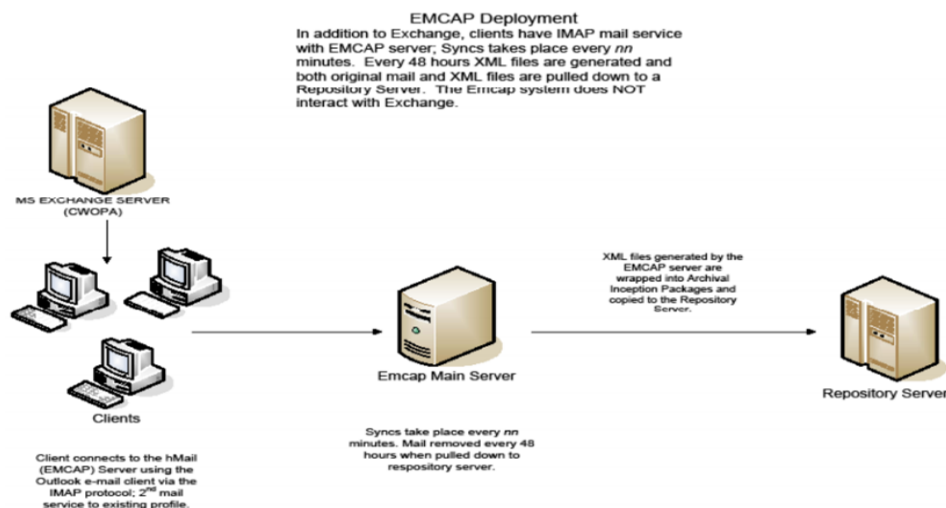 EMCAP Deployment
In addition to Exchange, clients have IMAP mail service
with EMCAP server; Syncs takes place every nn
minutes. Every 48 hours XML files are generated and
both original mail and XML files are pulled down to a
Repository Server. The Emcap system does NOT
interact with Exchange.
MS EXCHANGE SERVER
(CWOPA)
Clients
Client connects to the hMail
(EMCAP) Server using the
Outlook e-mail client via the
IMAP protocol; 2nd mail
service to existing profile.
Emcap Main Server
Syncs take place every nn
minutes. Mail removed every 48
hours when pulled down to
respository server.
XML files generated by the
EMCAP server are
wrapped into Archival
Inception Packages and
copied to the Repository
Server.
Repository Server